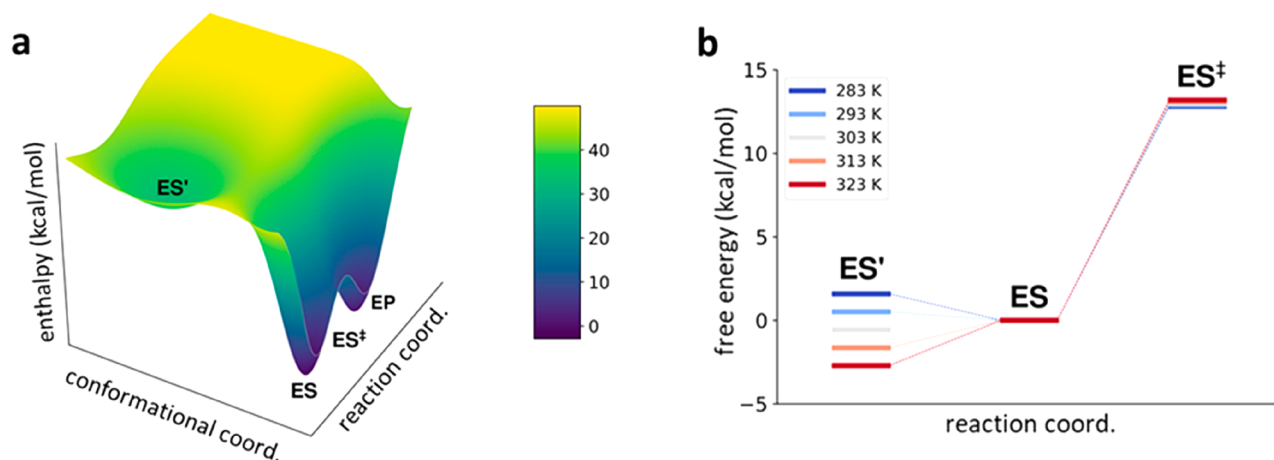 a
enthalpy (kcal/mol)
ES'
EP
ES‡
ES
conformational coord.
reaction coord.
40
30
20
10
0
b
free energy (kcal/mol)
15
10
5
0
−5
283 K
293 K
303 K
313 K
323 K
ES'
ES
ES‡
reaction coord.